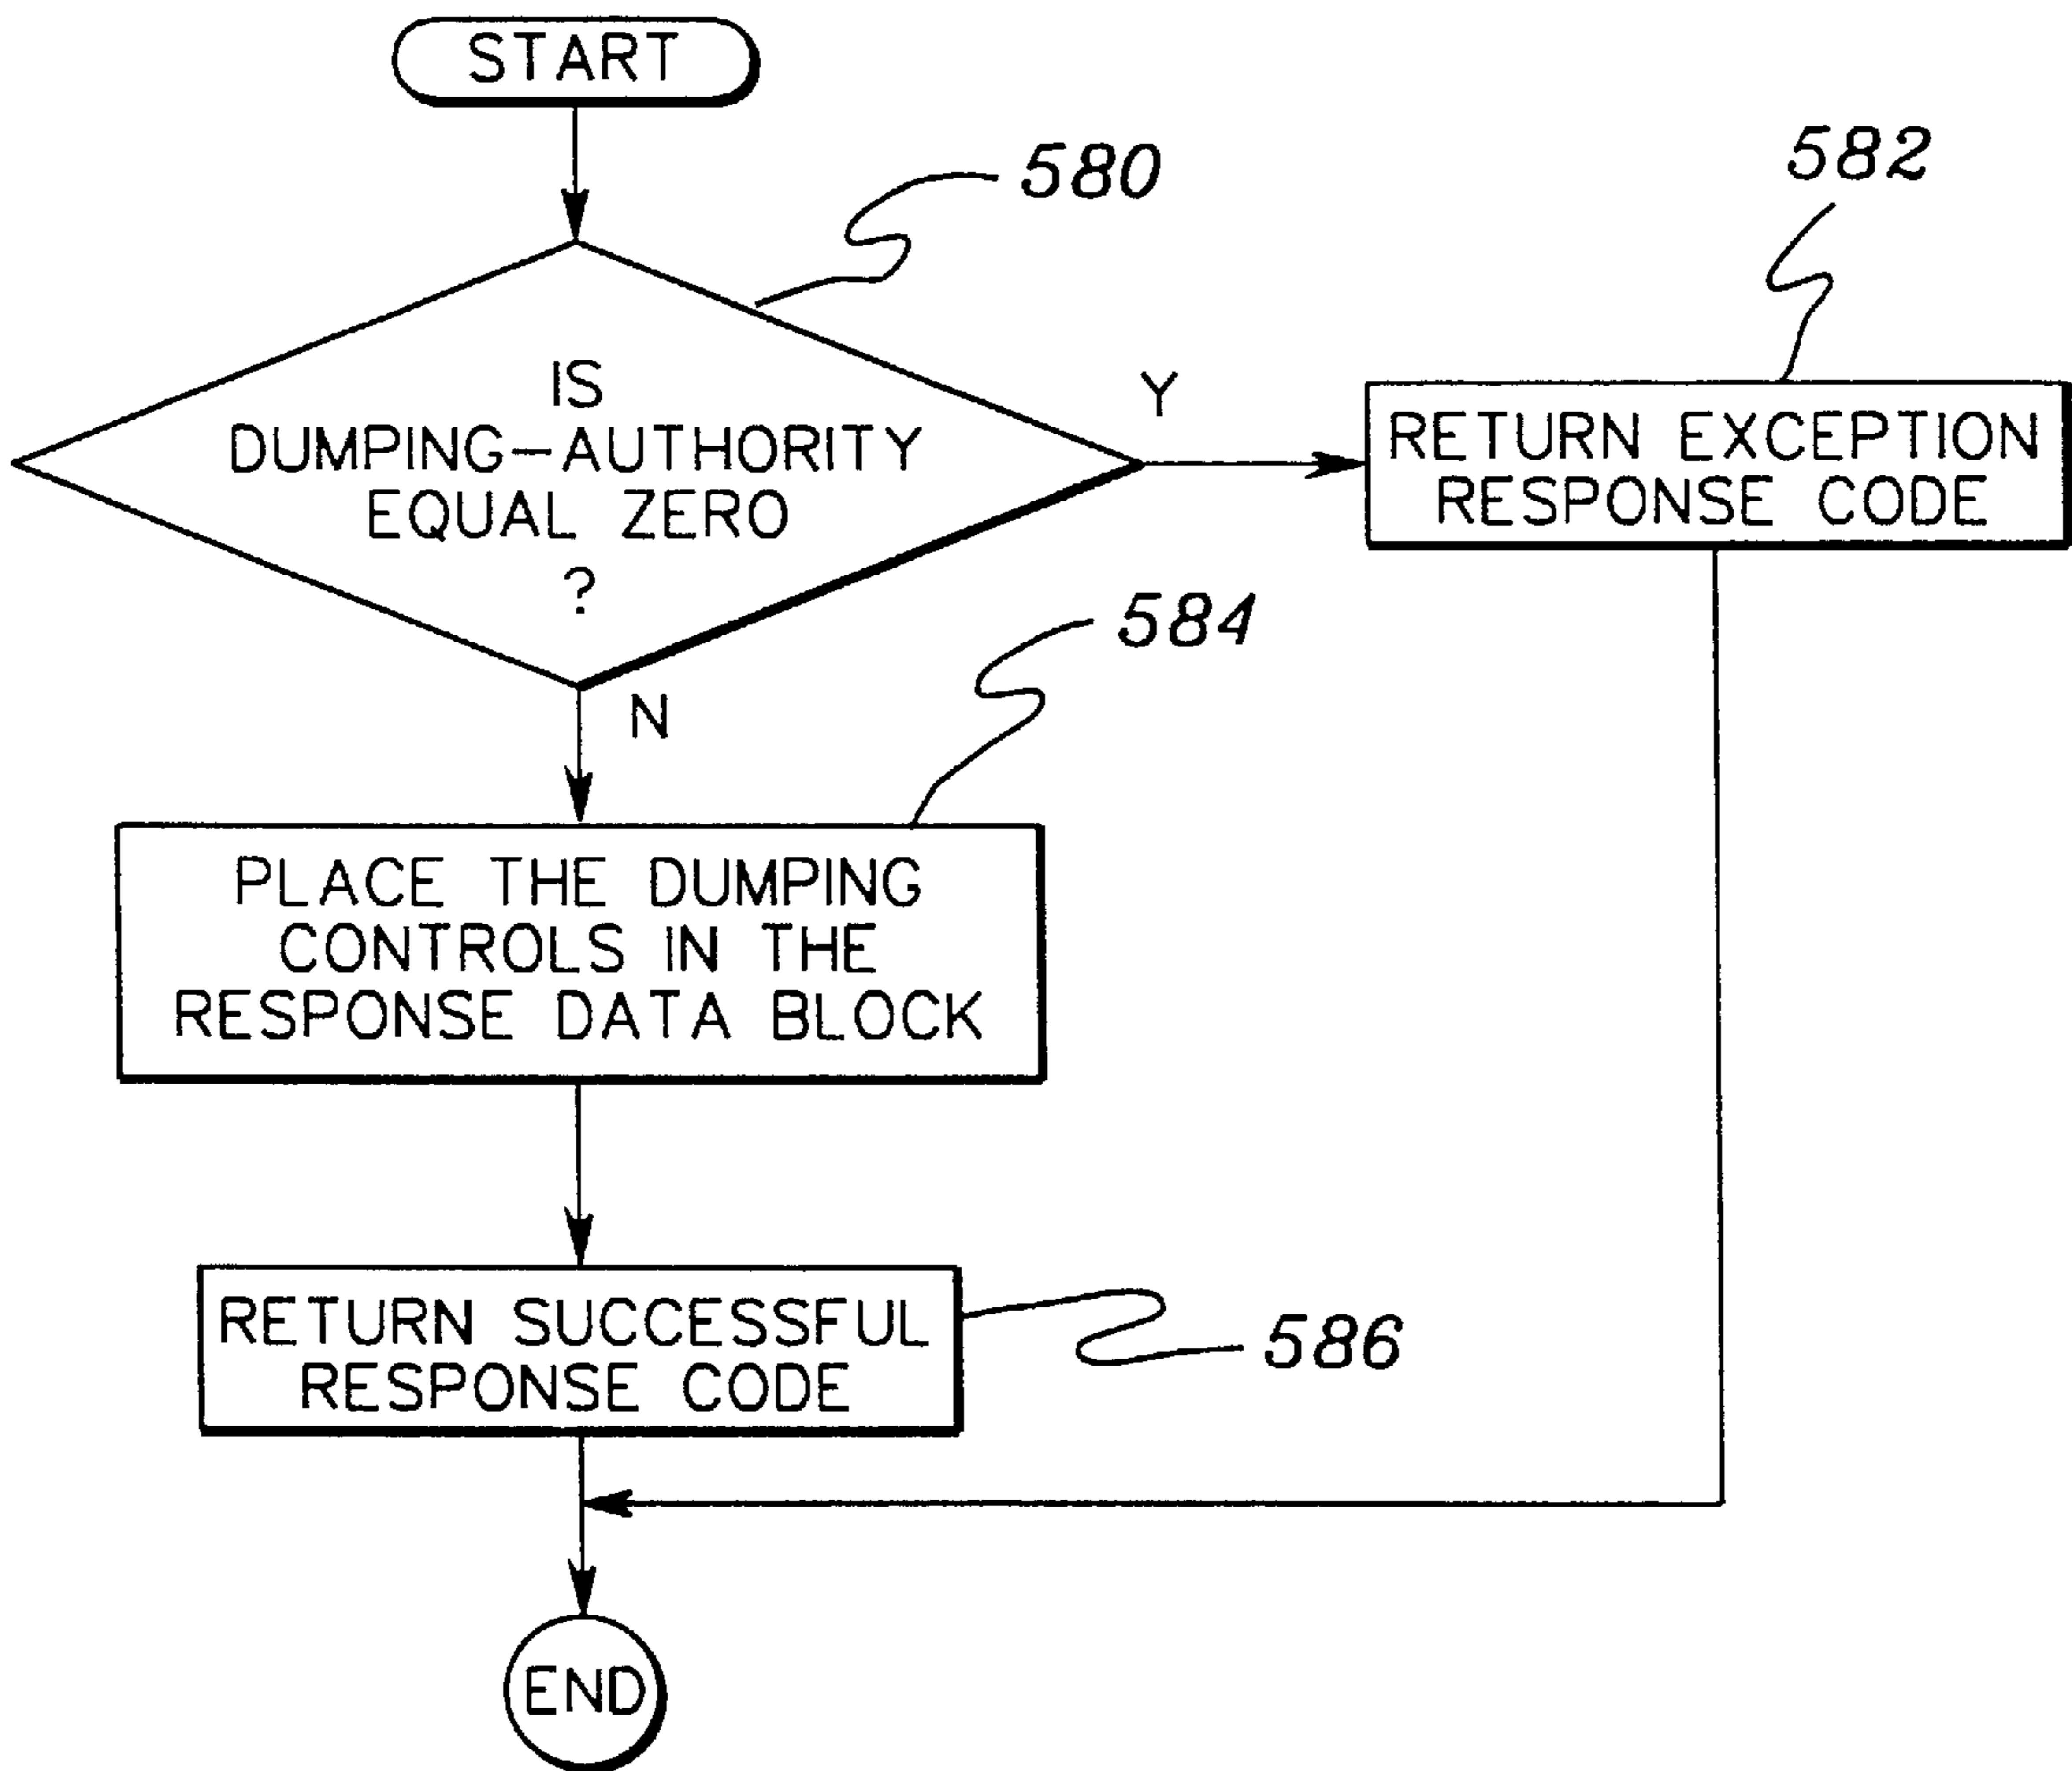 START
580
582
IS
DUMPING-AUTHORITY
EQUAL ZERO
?
Y
RETURN EXCEPTION
RESPONSE CODE
N
584
PLACE THE DUMPING
CONTROLS IN THE
RESPONSE DATA BLOCK
RETURN SUCCESSFUL
RESPONSE CODE
586
END